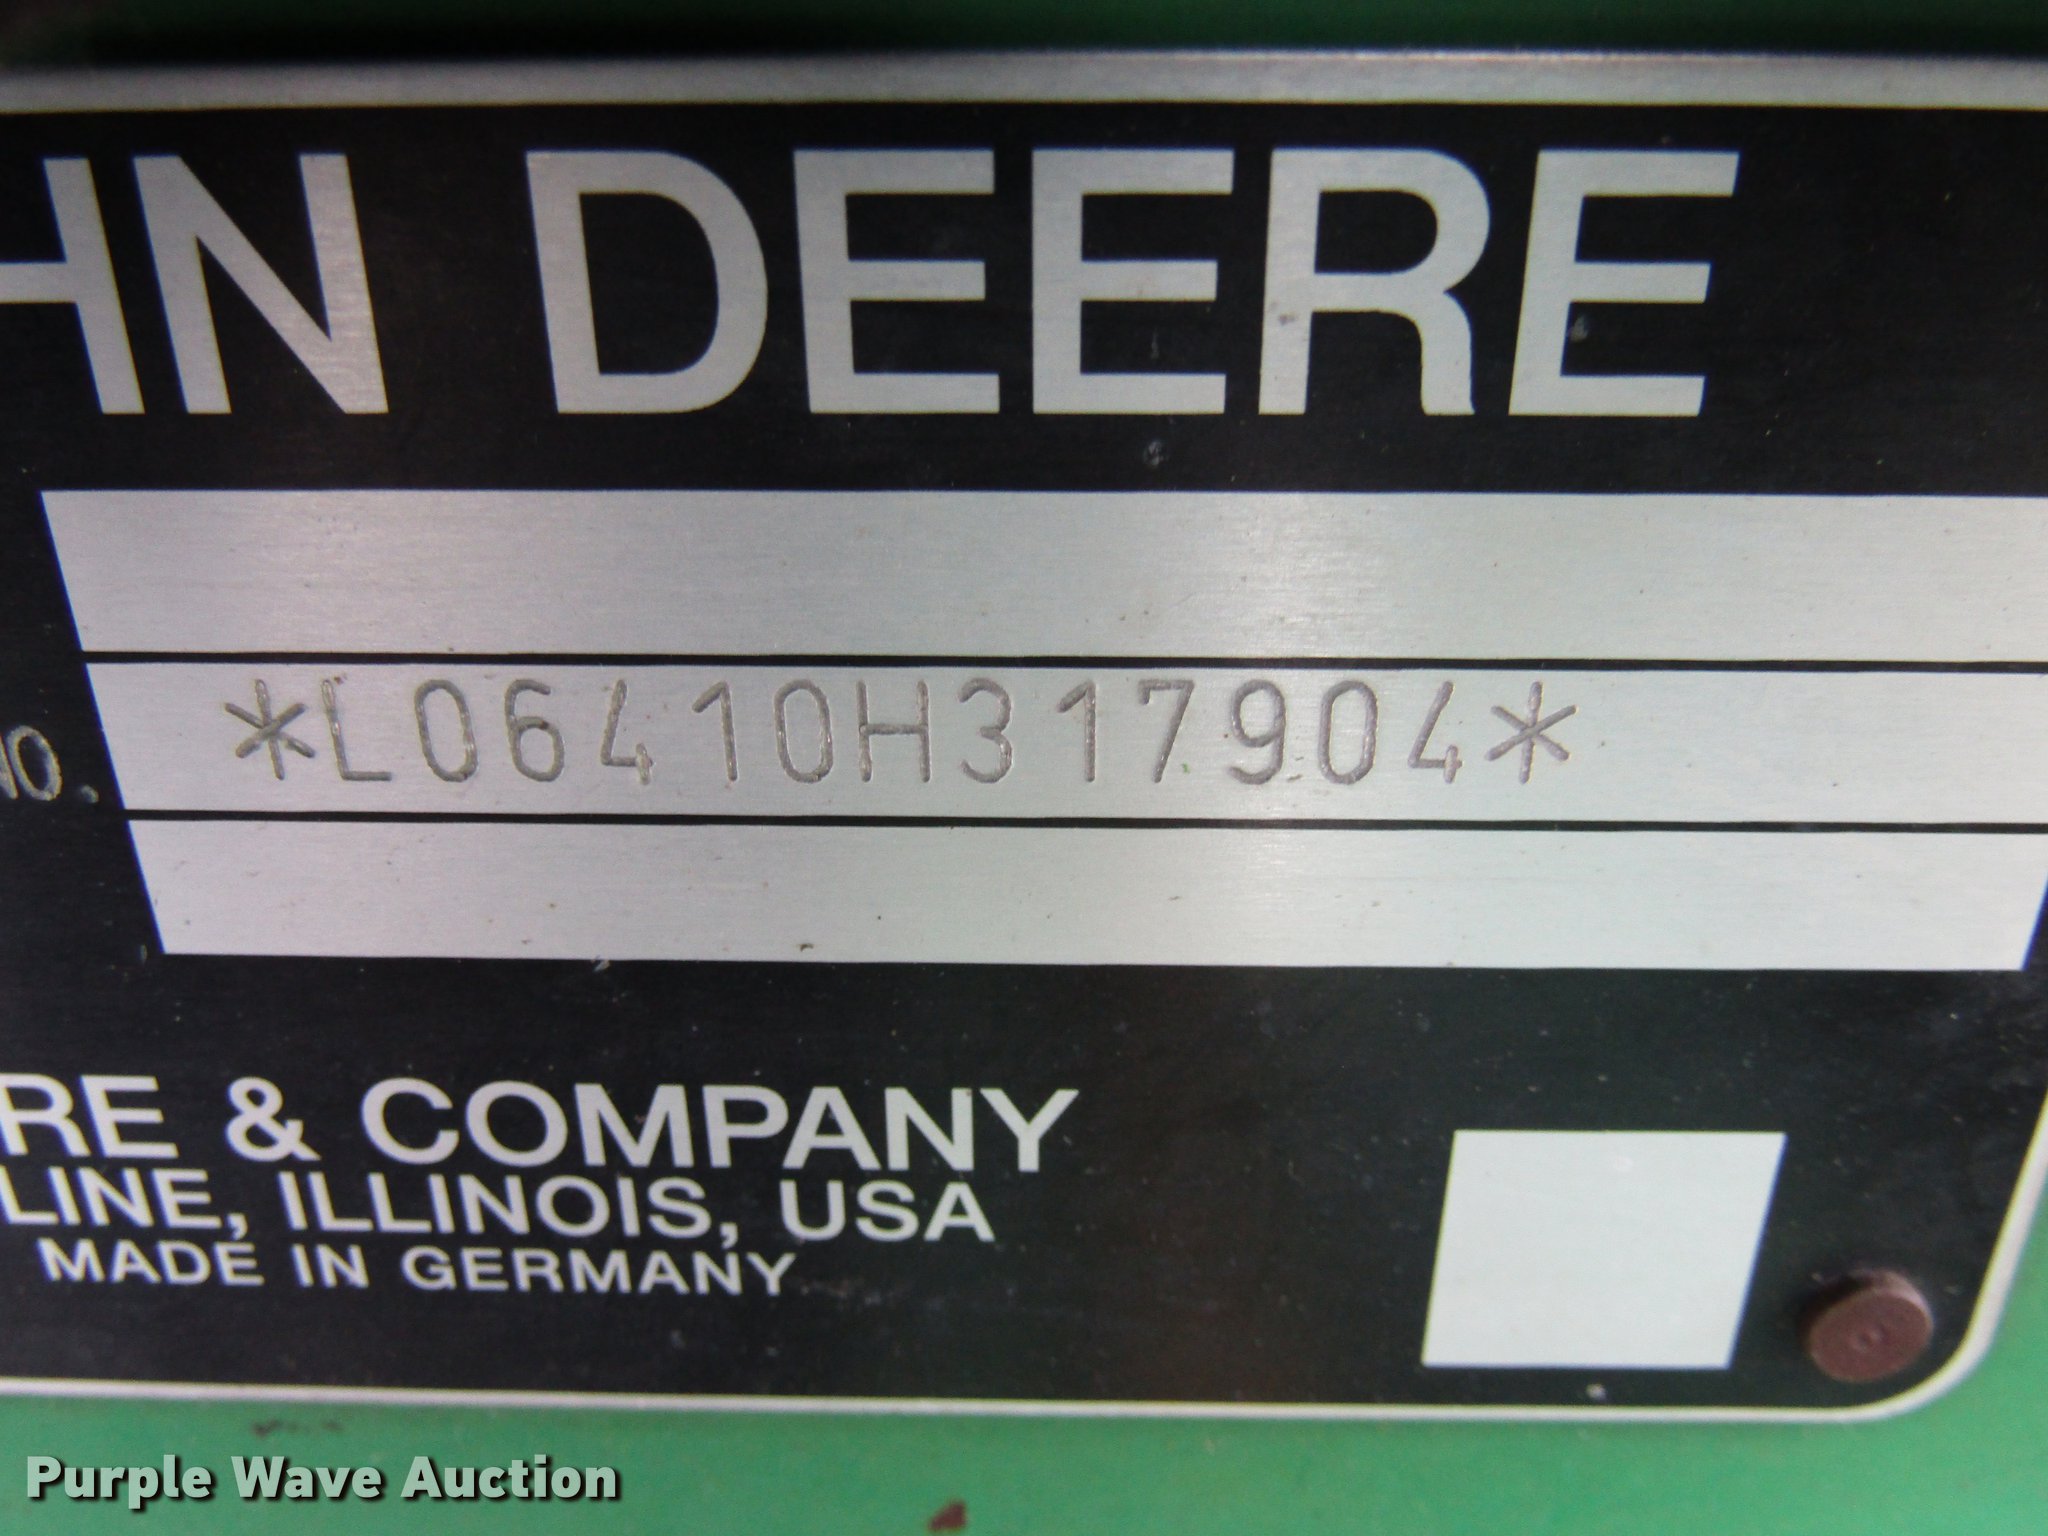 HN DEERE
NO. *L06410H317904*
RE & COMPANY
LINE, ILLINOIS, USA
MADE IN GERMANY
Purple Wave Auction